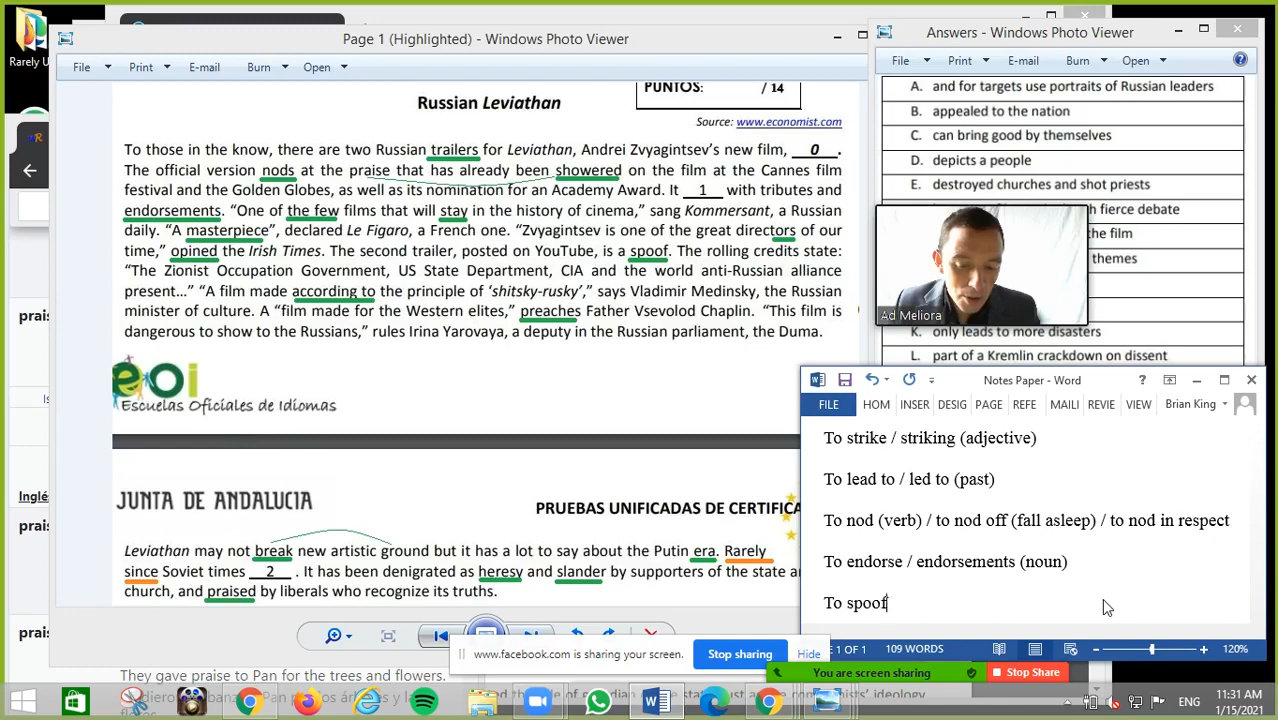 Rarely U
Page 1 (Highlighted) - Windows Photo Viewer
File Print E-mail Burn Open
PUNTOS: / 14
Russian Leviathan
Source: www.economist.com
To those in the know, there are two Russian trailers for Leviathan, Andrei Zvyagintsev's new film, __0__.
The official version nods at the praise that has already been showered on the film at the Cannes film
festival and the Golden Globes, as well as its nomination for an Academy Award. It __1__ with tributes and
endorsements. "One of the few films that will stay in the history of cinema," sang Kommersant, a Russian
daily. "A masterpiece", declared Le Figaro, a French one. "Zvyagintsev is one of the great directors of our
time," opined the Irish Times. The second trailer, posted on YouTube, is a spoof. The rolling credits state:
"The Zionist Occupation Government, US State Department, CIA and the world anti-Russian alliance
present…" "A film made according to the principle of 'shitsky-rusky'," says Vladimir Medinsky, the Russian
minister of culture. A "film made for the Western elites," preaches Father Vsevolod Chaplin. "This film is
dangerous to show to the Russians," rules Irina Yarovaya, a deputy in the Russian parliament, the Duma.
eoi
Escuelas Oficiales de Idiomas
JUNTA DE ANDALUCIA
PRUEBAS UNIFICADAS DE CERTIFICA
Leviathan may not break new artistic ground but it has a lot to say about the Putin era. Rarely
since Soviet times __2__. It has been denigrated as heresy and slander by supporters of the state a
church, and praised by liberals who recognize its truths.
Answers - Windows Photo Viewer
File Print E-mail Burn Open
A. and for targets use portraits of Russian leaders
B. appealed to the nation
C. can bring good by themselves
D. depicts a people
E. destroyed churches and shot priests
h fierce debate
the film
themes
K. only leads to more disasters
L. part of a Kremlin crackdown on dissent
Ad Meliora
Notes Paper - Word
FILE HOM INSER DESIG PAGE REFE MAILI REVIE VIEW Brian King
To strike / striking (adjective)
To lead to / led to (past)
To nod (verb) / to nod off (fall asleep) / to nod in respect
To endorse / endorsements (noun)
To spoof
1 OF 1 109 WORDS 120%
prais
Is
Inglés
prais
prais
www.facebook.com is sharing your screen. Stop sharing Hide
You are screen sharing Stop Share
They gave praise to Pan for the trees and flowers.
ENG 11:31 AM
1/15/2021